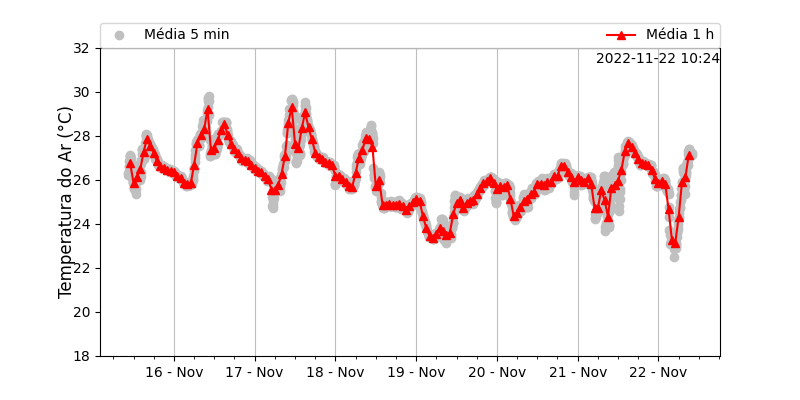 Média 5 min
Média 1 h
2022-11-22 10:24
Temperatura do Ar (°C)
32
30
28
26
24
22
20
18
16 - Nov
17 - Nov
18 - Nov
19 - Nov
20 - Nov
21 - Nov
22 - Nov